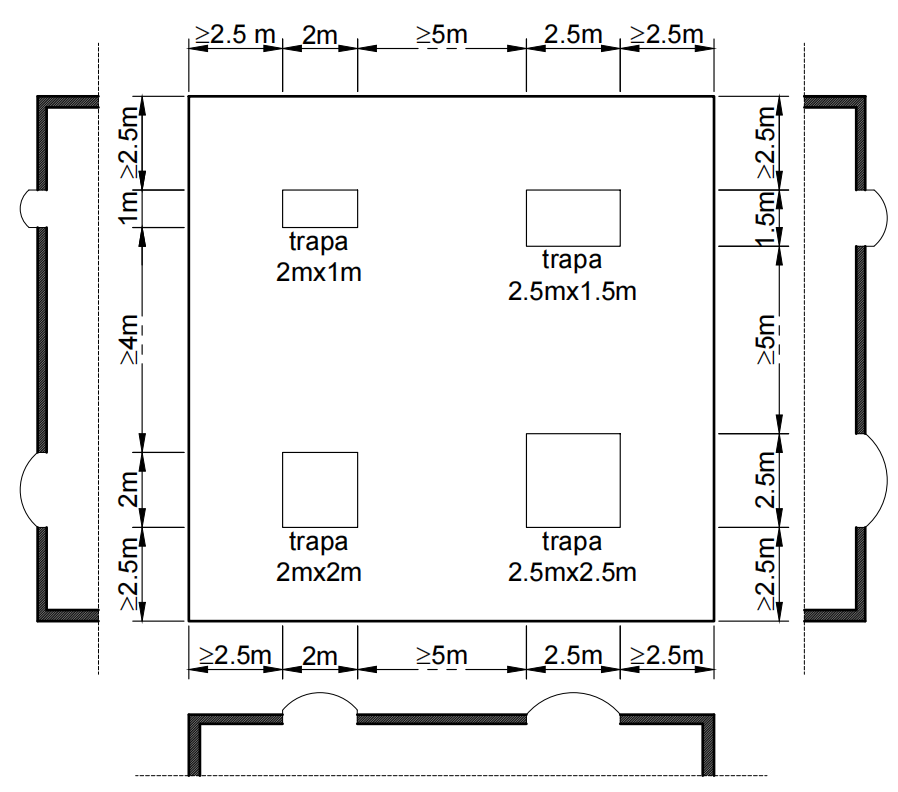 ≥2.5 m 2m ≥5m 2.5m ≥2.5m
≥2.5m
1m
≥4m
2m
≥2.5m
trapa
2mx1m
trapa
2.5mx1.5m
trapa
2mx2m
trapa
2.5mx2.5m
≥2.5m
1.5m
≥5m
2.5m
≥2.5m
≥2.5m 2m ≥5m 2.5m ≥2.5m